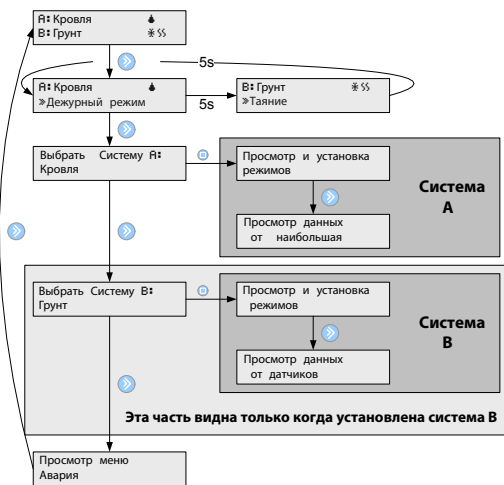 A: Кровля
B: Грунт
5s
A: Кровля
»Дежурный режим
5s
B: Грунт
»Таяние
Выбрать Систему A:
Кровля
Просмотр и установка
режимов
Просмотр данных
от наибольшая
Система
A
Выбрать Систему B:
Грунт
Просмотр и установка
режимов
Просмотр данных
от датчиков
Система
B
Эта часть видна только когда установлена система B
Просмотр меню
Авария